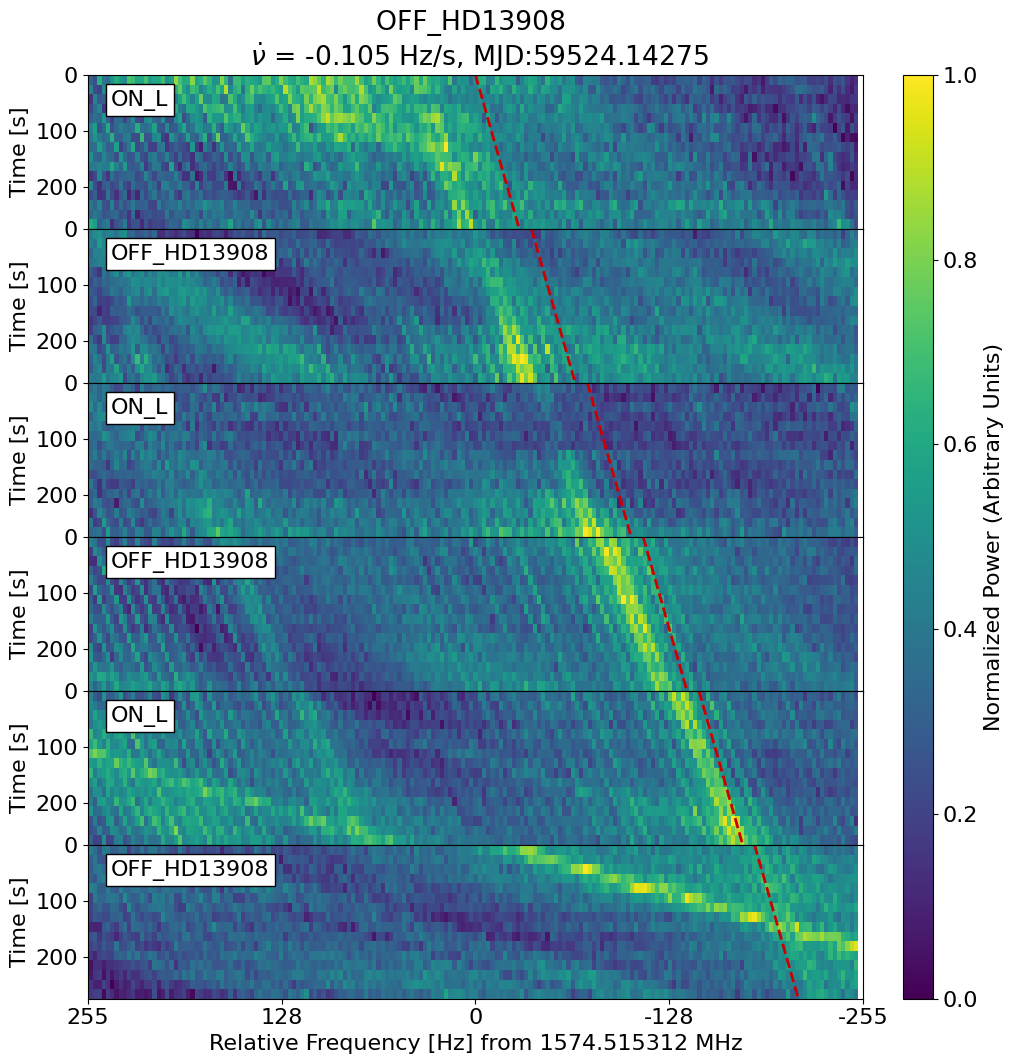 OFF_HD13908
ν̇ = -0.105 Hz/s, MJD:59524.14275
0
100
200
Time [s]
ON_L
0
100
200
Time [s]
OFF_HD13908
0
100
200
Time [s]
ON_L
0
100
200
Time [s]
OFF_HD13908
0
100
200
Time [s]
ON_L
0
100
200
Time [s]
OFF_HD13908
255 128 0 -128 -255
Relative Frequency [Hz] from 1574.515312 MHz
1.0
0.8
0.6
0.4
0.2
0.0
Normalized Power (Arbitrary Units)